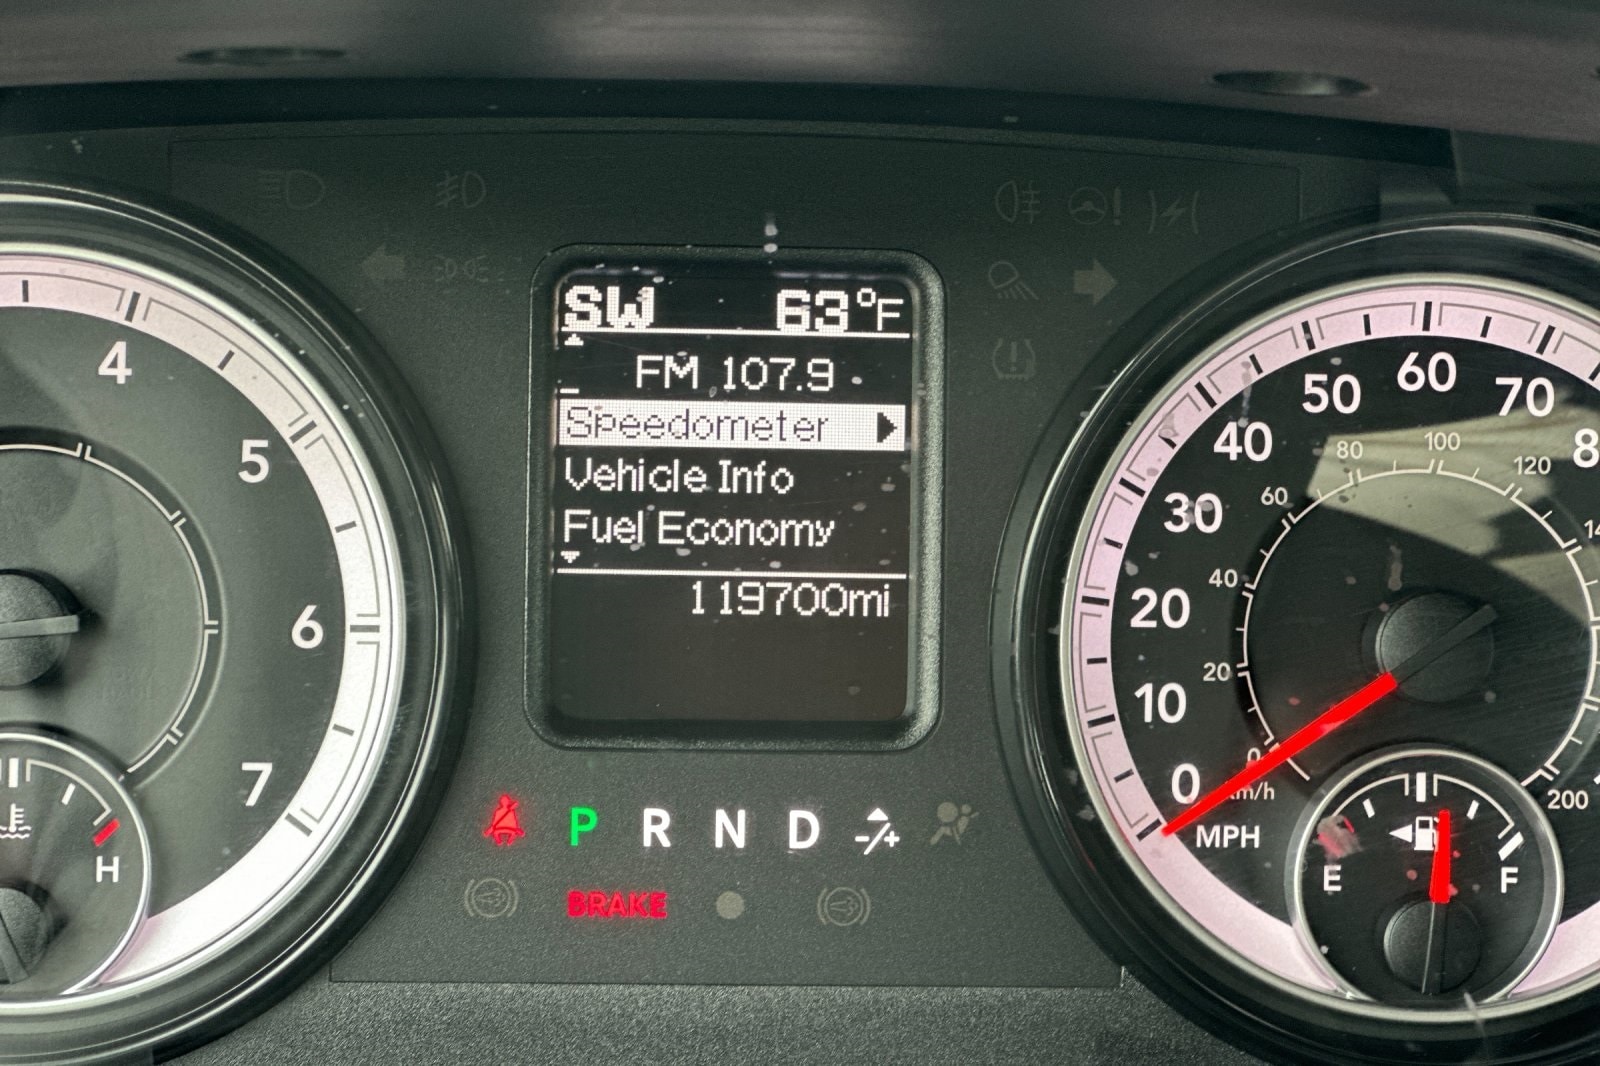 SW 63°F
FM 107.9
Speedometer
Vehicle Info
Fuel Economy
119700mi
P R N D -/+
BRAKE
4
5
6
7
H
0 10 20 30 40 50 60 70
0 20 40 60 80 100 120 200
km/h
MPH
E F